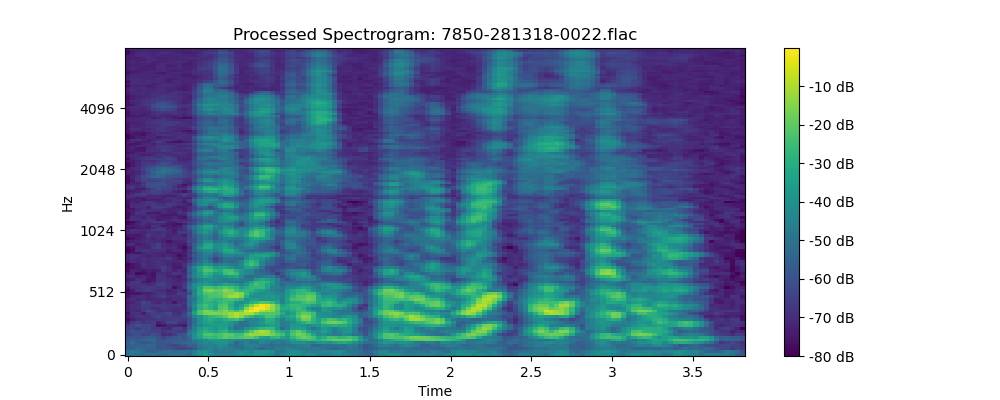 Processed Spectrogram: 7850-281318-0022.flac
Hz
4096
2048
1024
512
0
0 0.5 1 1.5 2 2.5 3 3.5
Time
-10 dB
-20 dB
-30 dB
-40 dB
-50 dB
-60 dB
-70 dB
-80 dB